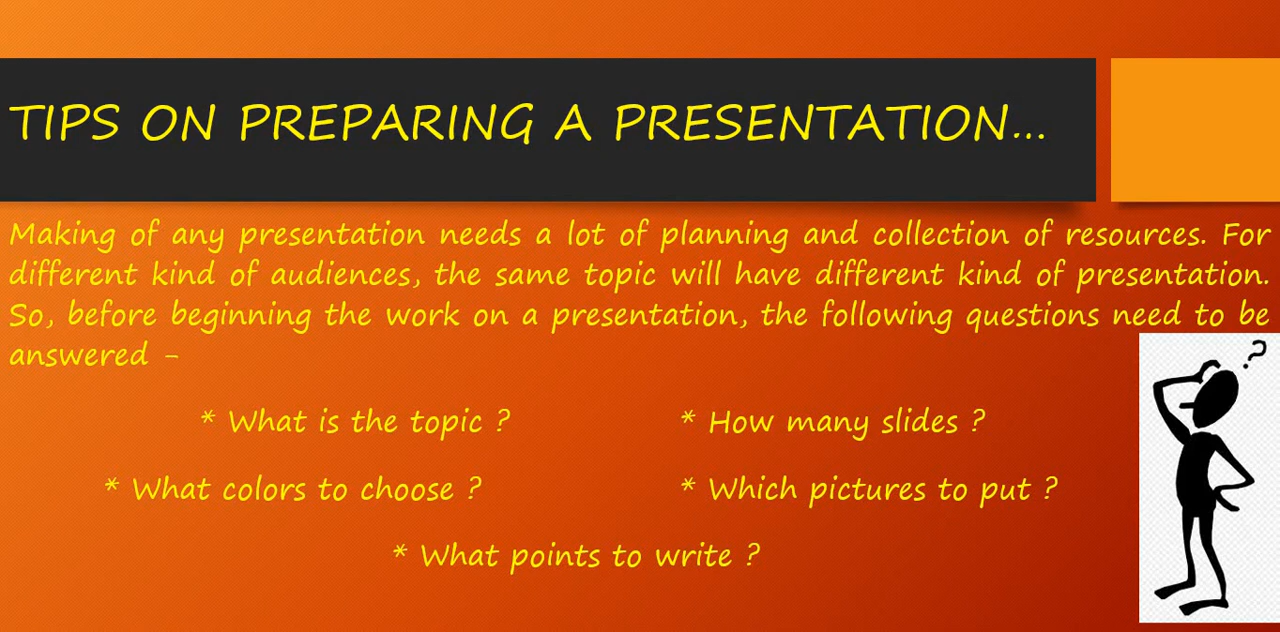 TIPS ON PREPARING A PRESENTATION...
Making of any presentation needs a lot of planning and collection of resources. For
different kind of audiences, the same topic will have different kind of presentation.
So, before beginning the work on a presentation, the following questions need to be
answered -
* What is the topic ? * How many slides ?
* What colors to choose ? * Which pictures to put ?
* What points to write ?
?